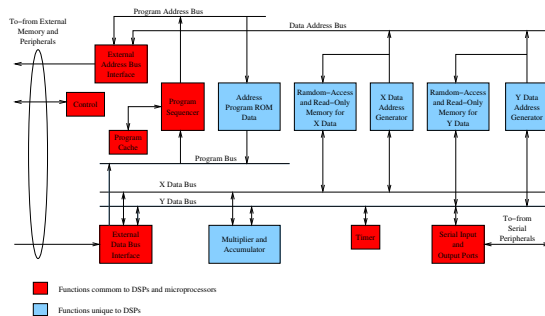 Program Address Bus
To−from External
Memory and
Peripherals
Data Address Bus
External
Address Bus
Interface
Control
Program
Sequencer
Program
Cache
Address
Program ROM
Data
Ramdom−Access
and Read−Only
Memory for
X Data
X Data
Address
Generator
Ramdom−Access
and Read−Only
Memory for
Y Data
Y Data
Address
Generator
Program Bus
X Data Bus
Y Data Bus
External
Data Bus
Interface
Multiplier and
Accumulator
Timer
Serial Input
and
Output Ports
To−from
Serial
Peripherals
Functions common to DSPs and microprocessors
Functions unique to DSPs